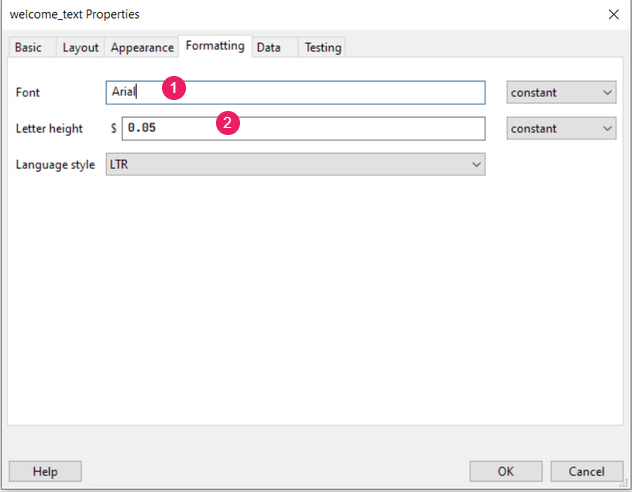 welcome_text Properties
Basic Layout Appearance Formatting Data Testing
Font Arial 1 constant
Letter height $ 0.05 2 constant
Language style LTR
Help OK Cancel